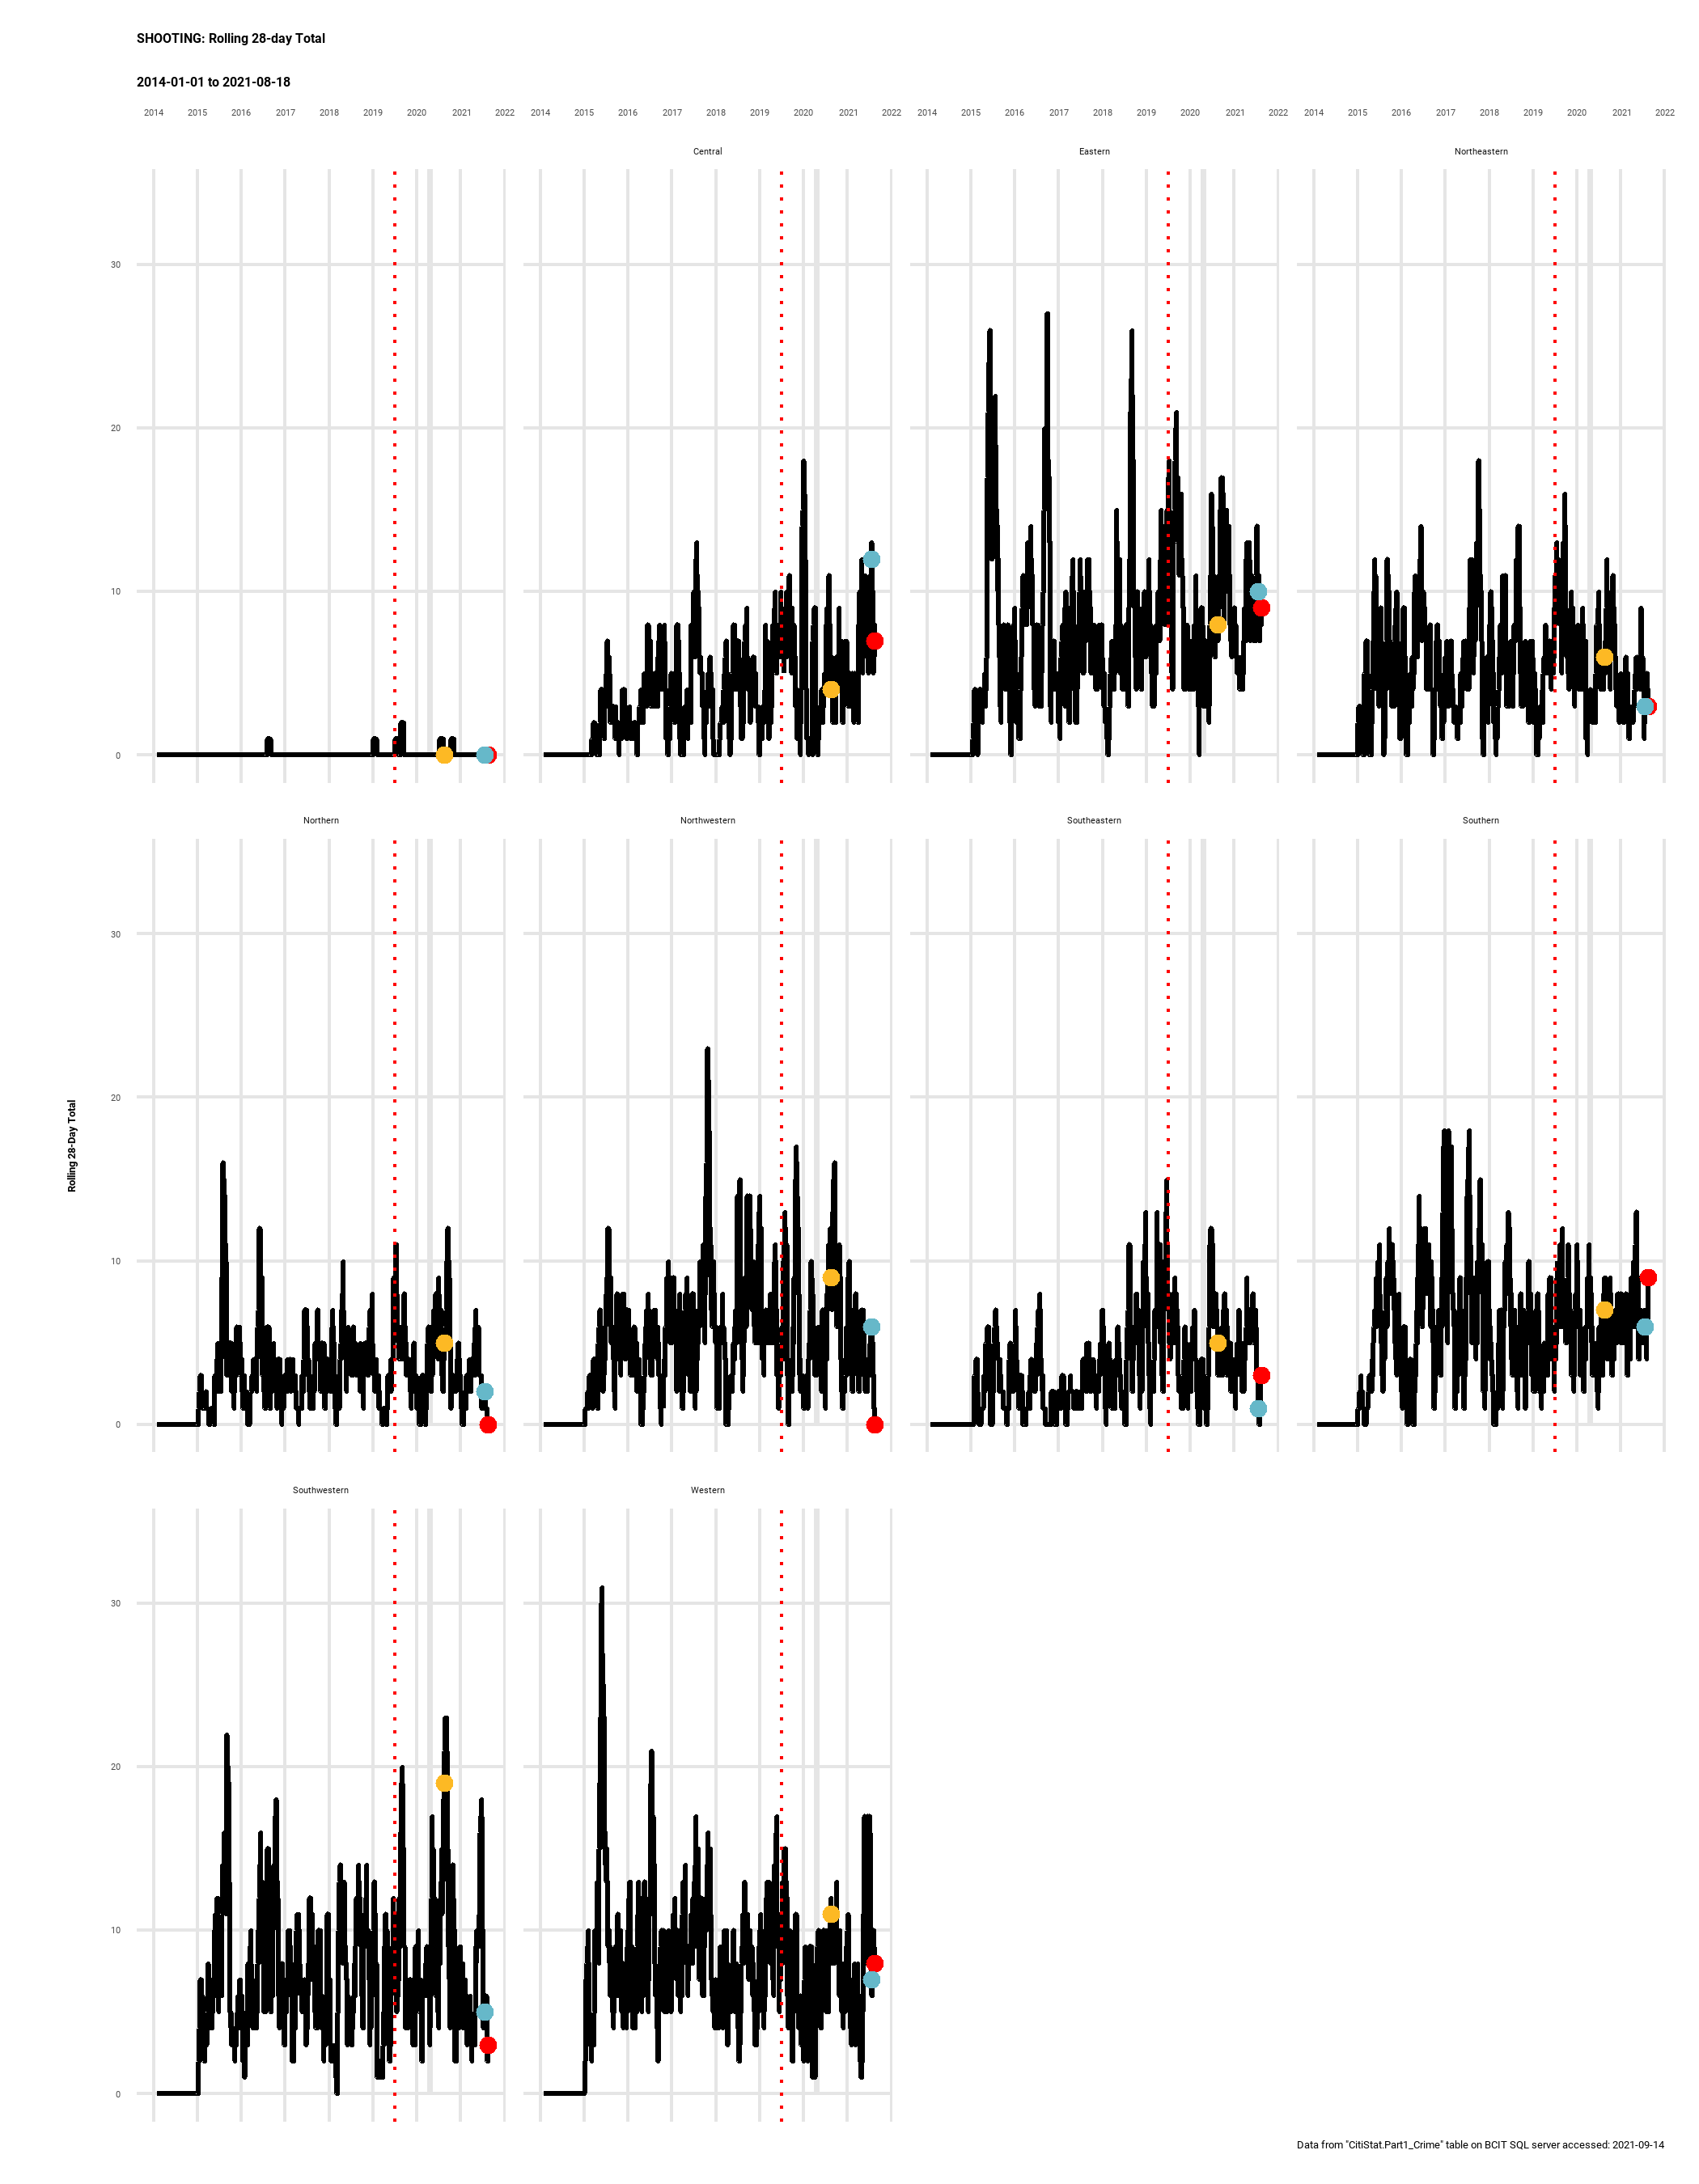 SHOOTING: Rolling 28-day Total
2014-01-01 to 2021-08-18
2014 2015 2016 2017 2018 2019 2020 2021 2022 2014 2015 2016 2017 2018 2019 2020 2021 2022 2014 2015 2016 2017 2018 2019 2020 2021 2022 2014 2015 2016 2017 2018 2019 2020 2021 2022
Central Eastern Northeastern
30
20
10
0
Northern Northwestern Southeastern Southern
30
20
10
0
Rolling 28-Day Total
Southwestern Western
30
20
10
0
Data from "CitiStat.Part1_Crime" table on BCIT SQL server accessed: 2021-09-14